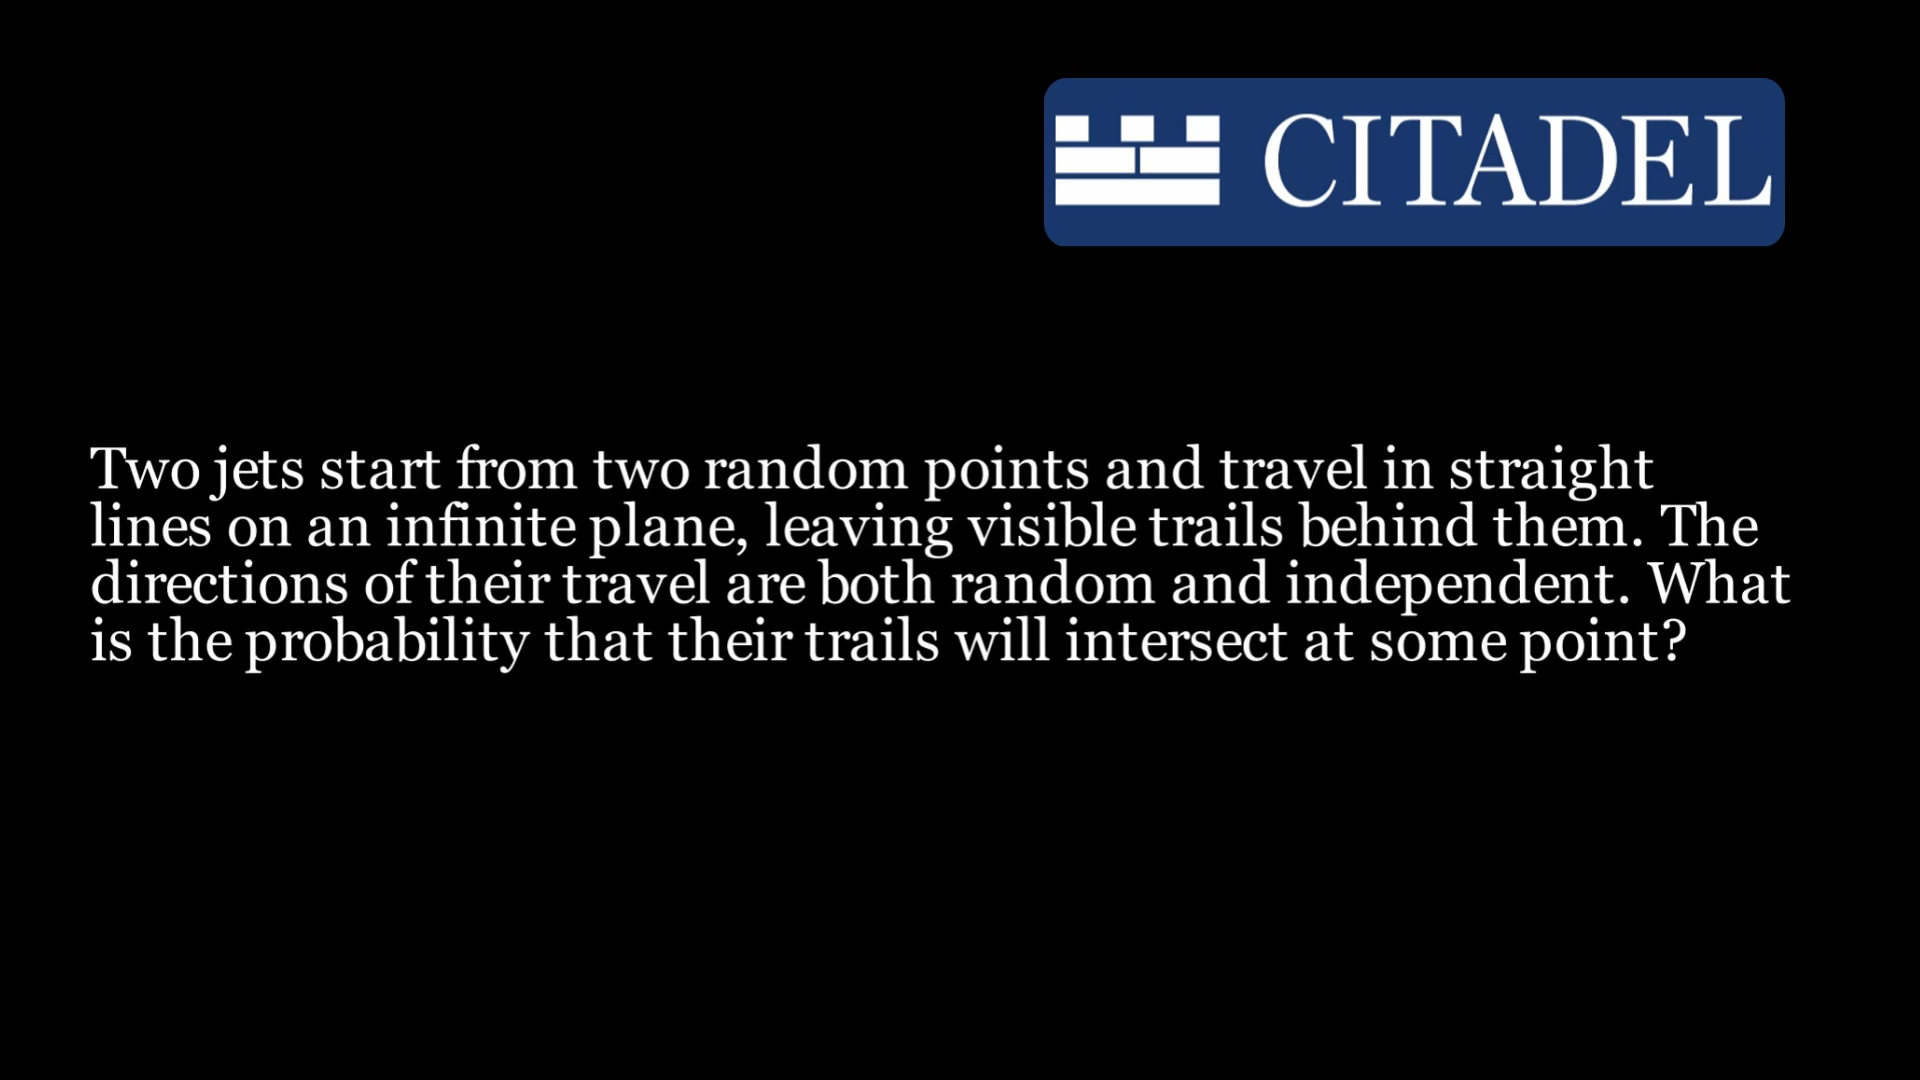 CITADEL
Two jets start from two random points and travel in straight
lines on an infinite plane, leaving visible trails behind them. The
directions of their travel are both random and independent. What
is the probability that their trails will intersect at some point?